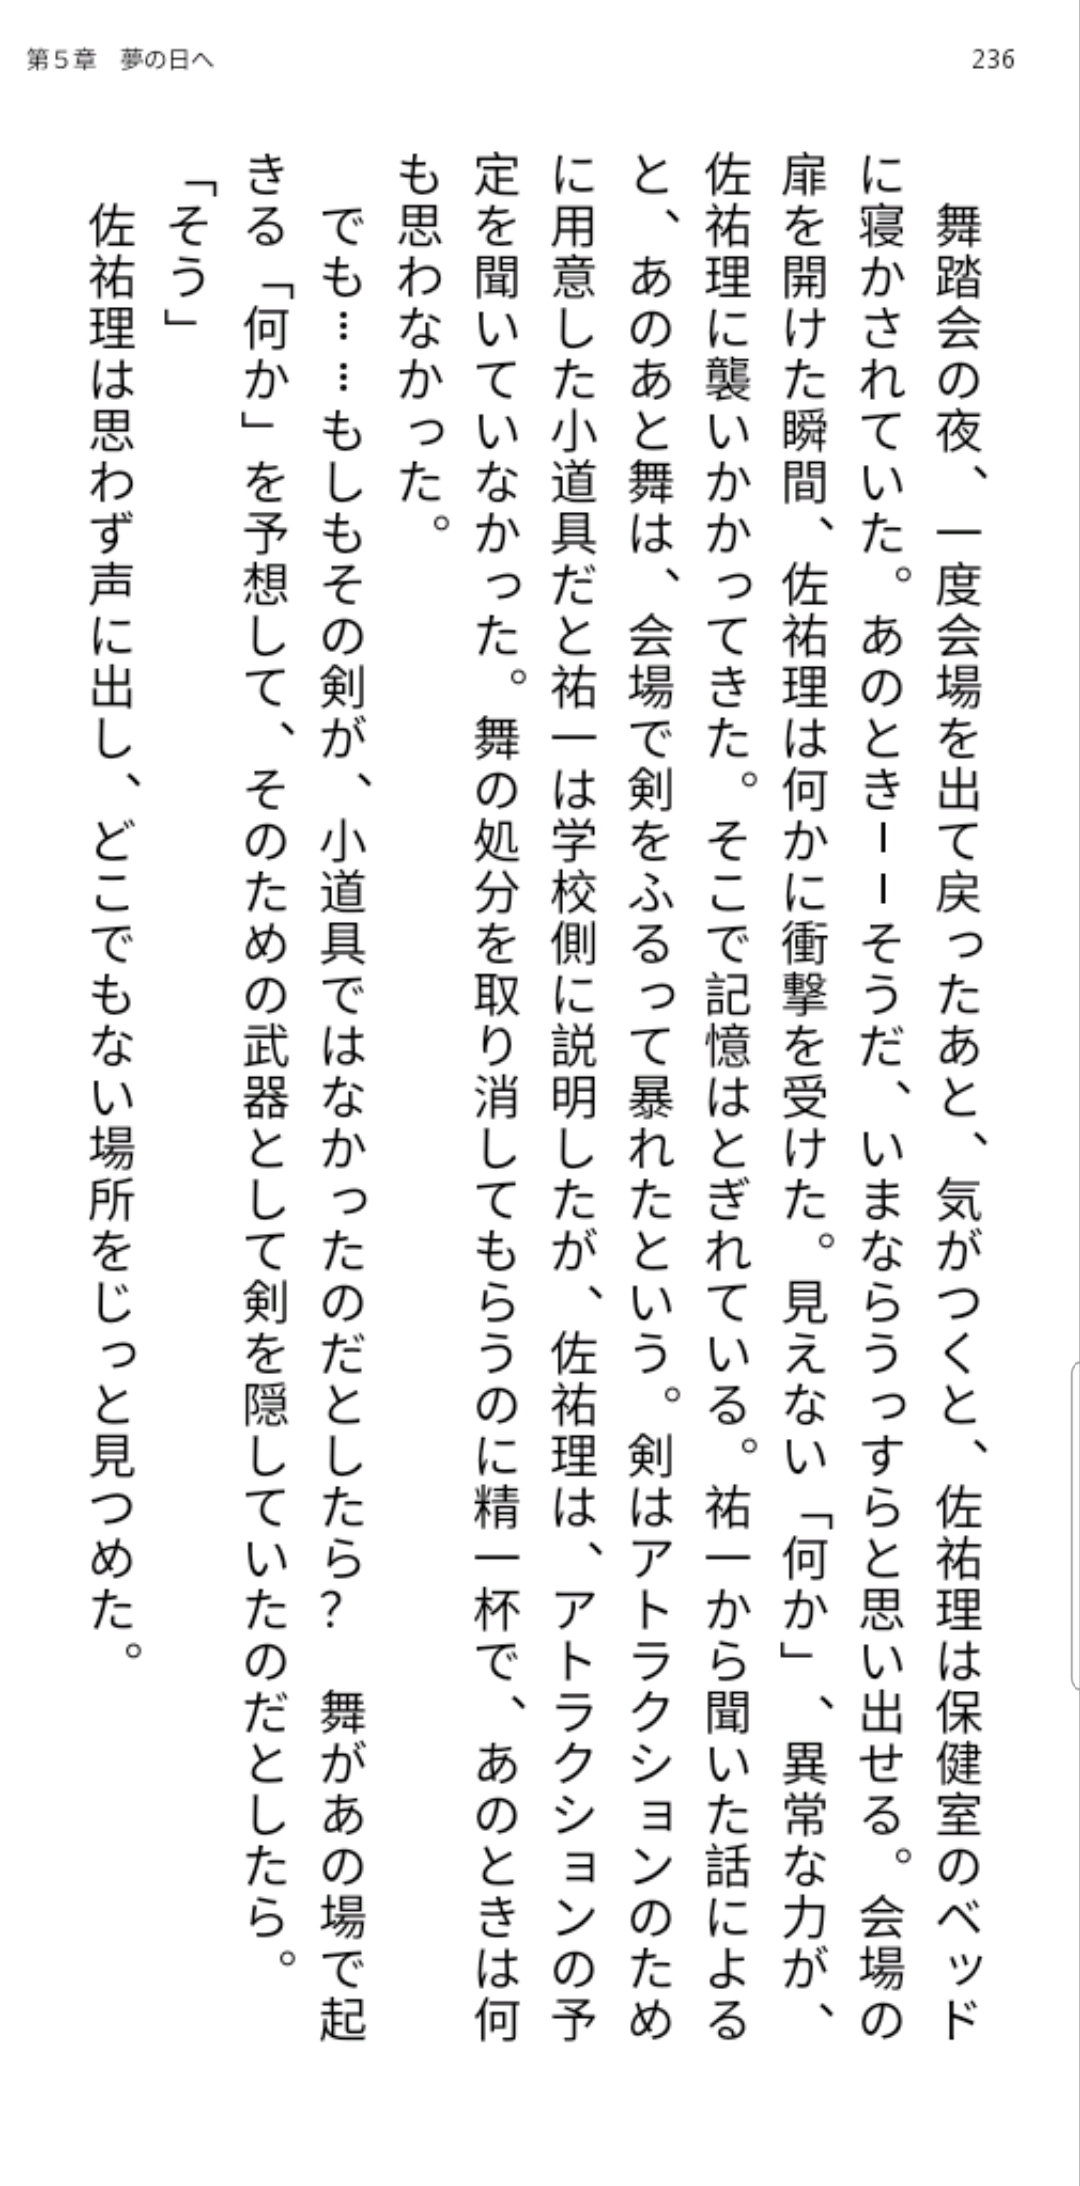 第5章　夢の日へ
236
　舞踏会の夜、一度会場を出て戻ったあと、気がつくと、佐祐理は保健室のベッド
に寝かされていた。あのときーーそうだ、いまならうっすらと思い出せる。会場の
扉を開けた瞬間、佐祐理は何かに衝撃を受けた。見えない「何か」、異常な力が、
佐祐理に襲いかかってきた。そこで記憶はとぎれている。祐一から聞いた話による
と、あのあと舞は、会場で剣をふるって暴れたという。剣はアトラクションのため
に用意した小道具だと祐一は学校側に説明したが、佐祐理は、アトラクションの予
定を聞いていなかった。舞の処分を取り消してもらうのに精一杯で、あのときは何
も思わなかった。
　でも……もしもその剣が、小道具ではなかったのだとしたら？　舞があの場で起
きる「何か」を予想して、そのための武器として剣を隠していたのだとしたら。
「そう」
　佐祐理は思わず声に出し、どこでもない場所をじっと見つめた。